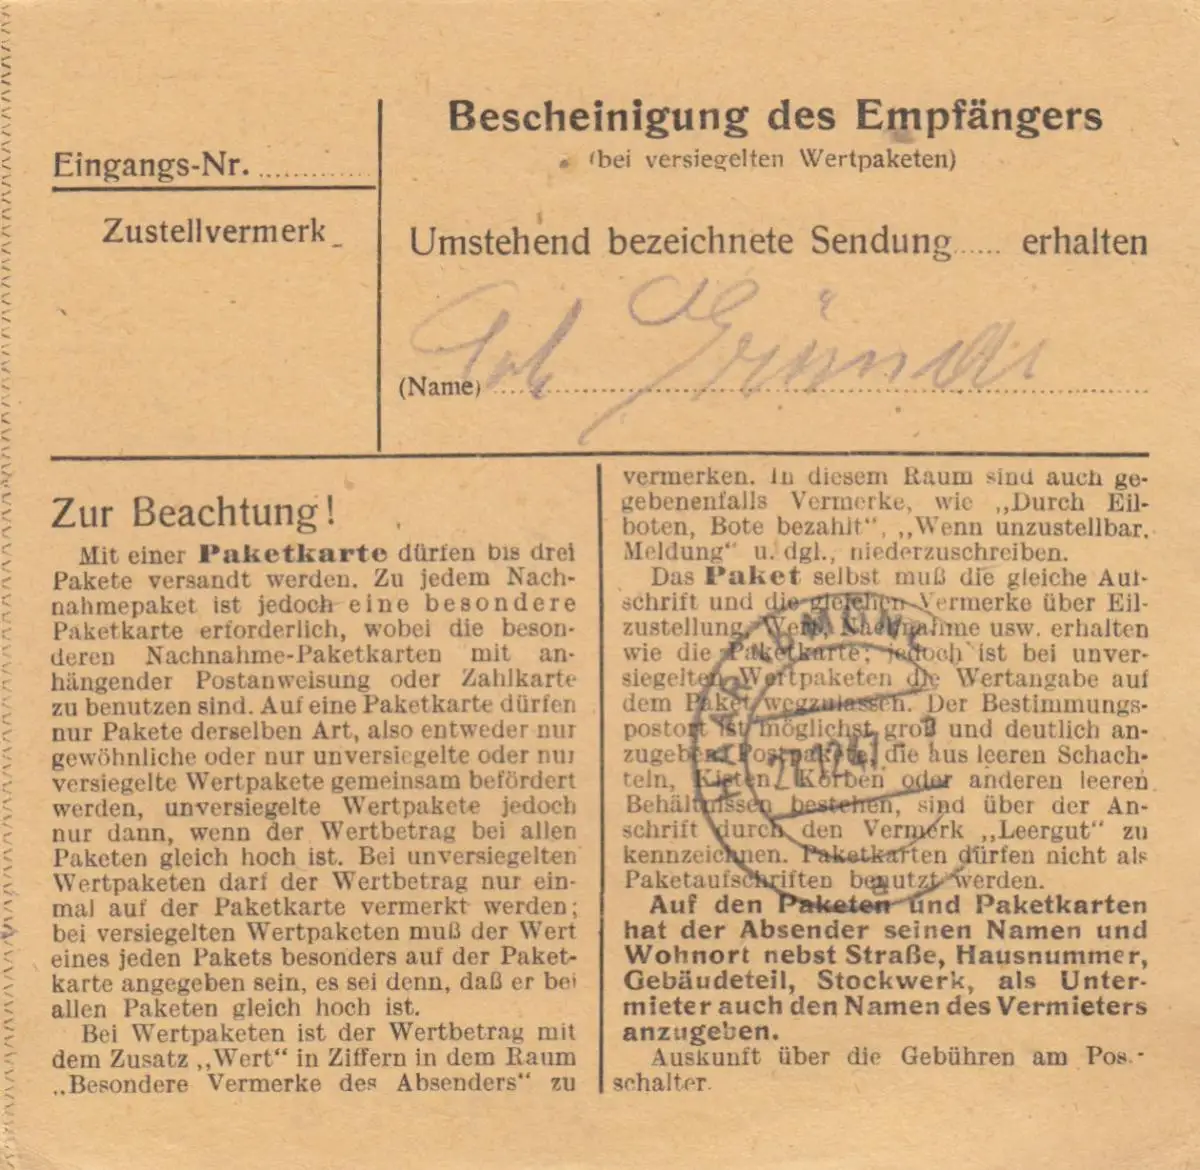 Eingangs-Nr.
Zustellvermerk
Bescheinigung des Empfängers
(bei versiegelten Wertpaketen)
Umstehend bezeichnete Sendung...... erhalten
(Name)
Zur Beachtung!
Mit einer Paketkarte dürfen bis drei
Pakete versandt werden. Zu jedem Nach-
nahmepaket ist jedoch eine besondere
Paketkarte erforderlich, wobei die beson-
deren Nachnahme-Paketkarten mit an-
hängender Postanweisung oder Zahlkarte
zu benutzen sind. Auf eine Paketkarte dürfen
nur Pakete derselben Art, also entweder nur
gewöhnliche oder nur unversiegelte oder nur
versiegelte Wertpakete gemeinsam befördert
werden, unversiegelte Wertpakete jedoch
nur dann, wenn der Wertbetrag bei allen
Paketen gleich hoch ist. Bei unversiegelten
Wertpaketen darf der Wertbetrag nur ein-
mal auf der Paketkarte vermerkt werden;
bei versiegelten Wertpaketen muß der Wert
eines jeden Pakets besonders auf der Paket-
karte angegeben sein, es sei denn, daß er bei
allen Paketen gleich hoch ist.
Bei Wertpaketen ist der Wertbetrag mit
dem Zusatz „Wert“ in Ziffern in dem Raum
„Besondere Vermerke des Absenders“ zu
vermerken. In diesem Raum sind auch ge-
gebenenfalls Vermerke, wie „Durch Eil-
boten, Bote bezahlt“, „Wenn unzustellbar,
Meldung“ u. dgl., niederzuschreiben.
Das Paket selbst muß die gleiche Auf-
schrift und die gleichen Vermerke über Eil-
zustellung, Wert, Nachnahme usw. erhalten
wie die Paketkarte; jedoch ist bei unver-
siegelten Wertpaketen die Wertangabe auf
dem Paket wegzulassen. Der Bestimmungs-
postort ist möglichst groß und deutlich an-
zugeben. Postpakete, die aus leeren Schach-
teln, Kisten, Körben oder anderen leeren
Behältnissen bestehen, sind über der An-
schrift durch den Vermerk „Leergut“ zu
kennzeichnen. Paketkarten dürfen nicht als
Paketaufschriften benutzt werden.
Auf den Paketen und Paketkarten
hat der Absender seinen Namen und
Wohnort nebst Straße, Hausnummer,
Gebäudeteil, Stockwerk, als Unter-
mieter auch den Namen des Vermieters
anzugeben.
Auskunft über die Gebühren am Post-
schalter.